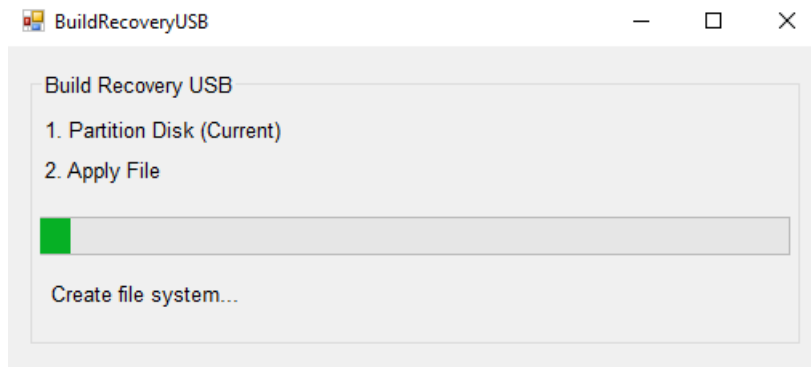 BuildRecoveryUSB
Build Recovery USB
1. Partition Disk (Current)
2. Apply File
Create file system...